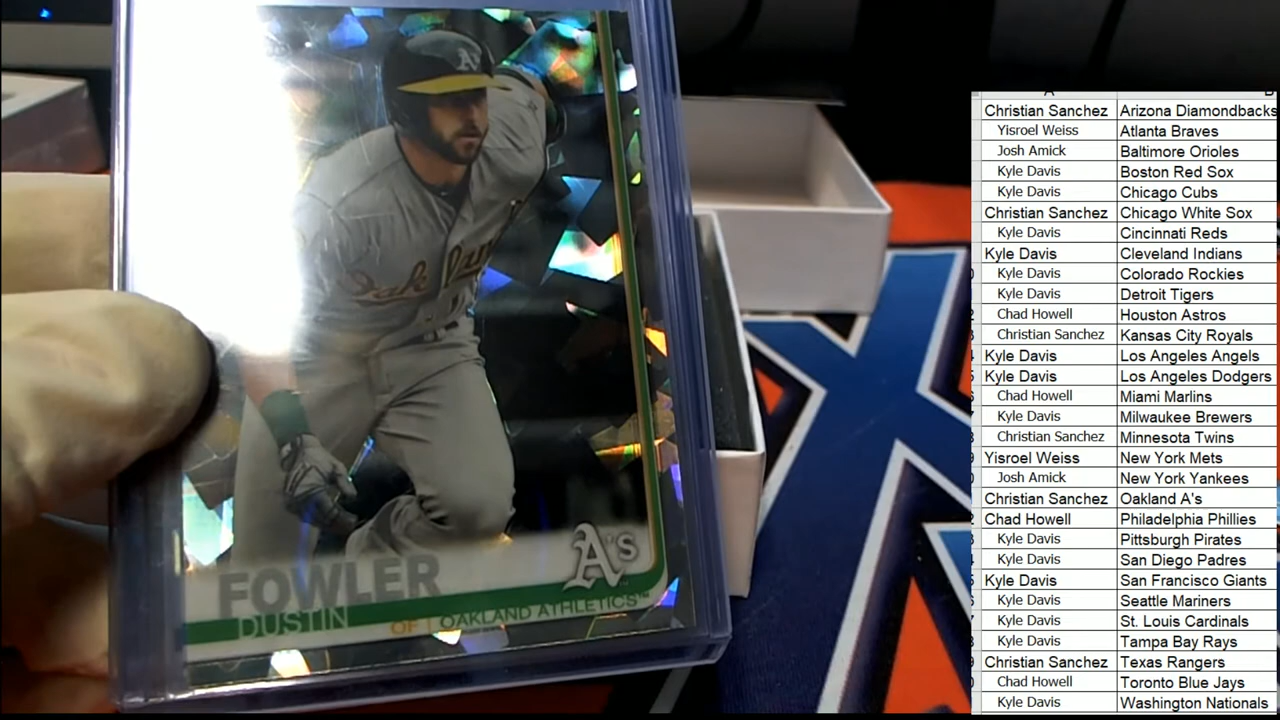 A's
Oakland
A's
FOWLER
DUSTIN
OF | OAKLAND ATHLETICS™
A B
Christian Sanchez Arizona Diamondbacks
Yisroel Weiss Atlanta Braves
Josh Amick Baltimore Orioles
Kyle Davis Boston Red Sox
Kyle Davis Chicago Cubs
Christian Sanchez Chicago White Sox
Kyle Davis Cincinnati Reds
Kyle Davis Cleveland Indians
Kyle Davis Colorado Rockies
Kyle Davis Detroit Tigers
Chad Howell Houston Astros
Christian Sanchez Kansas City Royals
Kyle Davis Los Angeles Angels
Kyle Davis Los Angeles Dodgers
Chad Howell Miami Marlins
Kyle Davis Milwaukee Brewers
Christian Sanchez Minnesota Twins
Yisroel Weiss New York Mets
Josh Amick New York Yankees
Christian Sanchez Oakland A's
Chad Howell Philadelphia Phillies
Kyle Davis Pittsburgh Pirates
Kyle Davis San Diego Padres
Kyle Davis San Francisco Giants
Kyle Davis Seattle Mariners
Kyle Davis St. Louis Cardinals
Kyle Davis Tampa Bay Rays
Christian Sanchez Texas Rangers
Chad Howell Toronto Blue Jays
Kyle Davis Washington Nationals